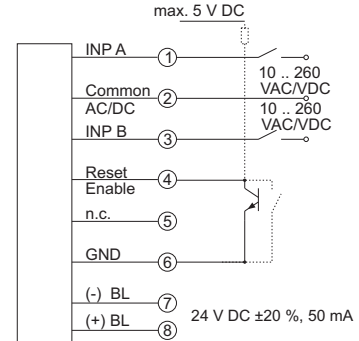 max. 5 V DC
INP A
1
10 .. 260
VAC/VDC
Common
AC/DC
2
10 .. 260
VAC/VDC
INP B
3
Reset
Enable
4
n.c.
5
GND
6
(-) BL
7
24 V DC ±20 %, 50 mA
(+) BL
8